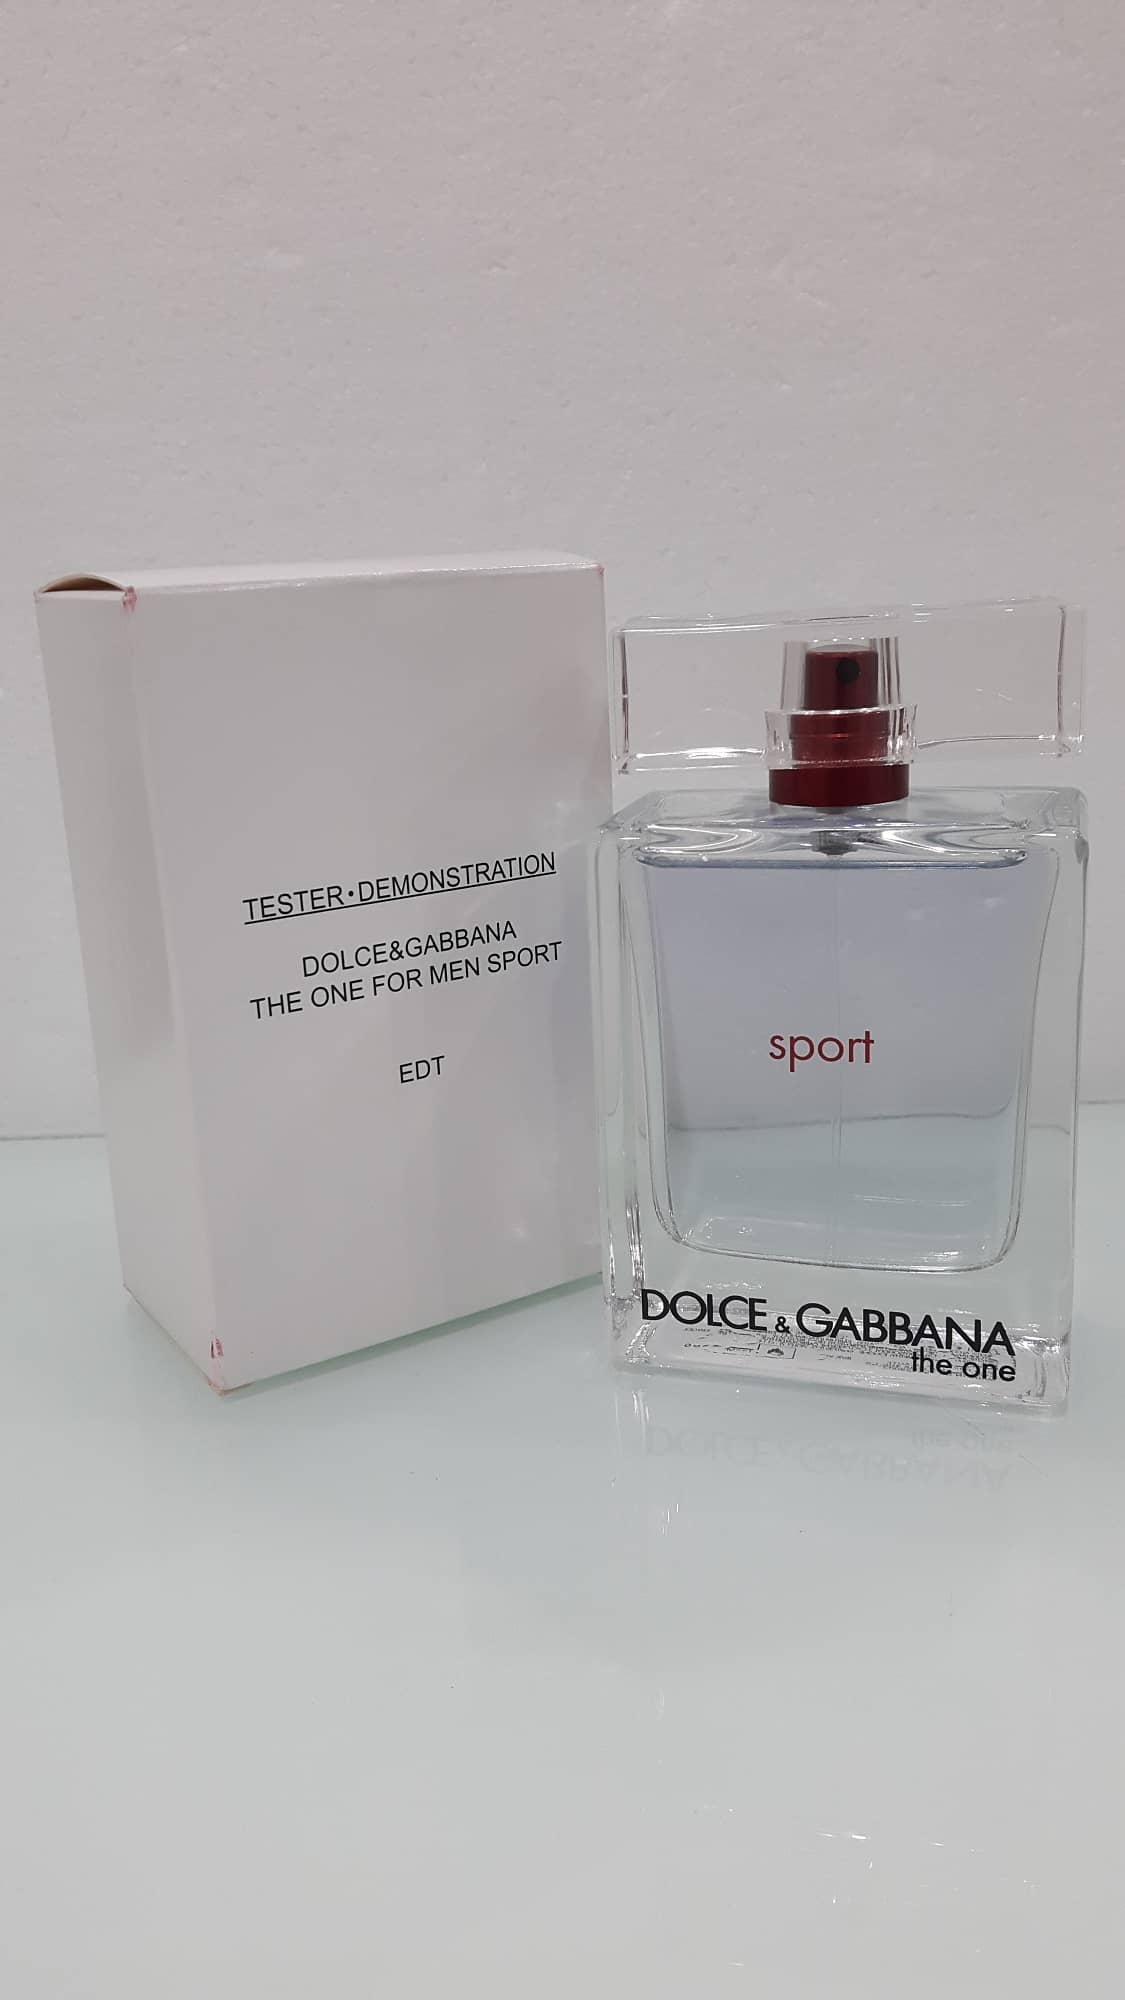 TESTER•DEMONSTRATION
DOLCE&GABBANA
THE ONE FOR MEN SPORT
EDT
sport
DOLCE & GABBANA
the one